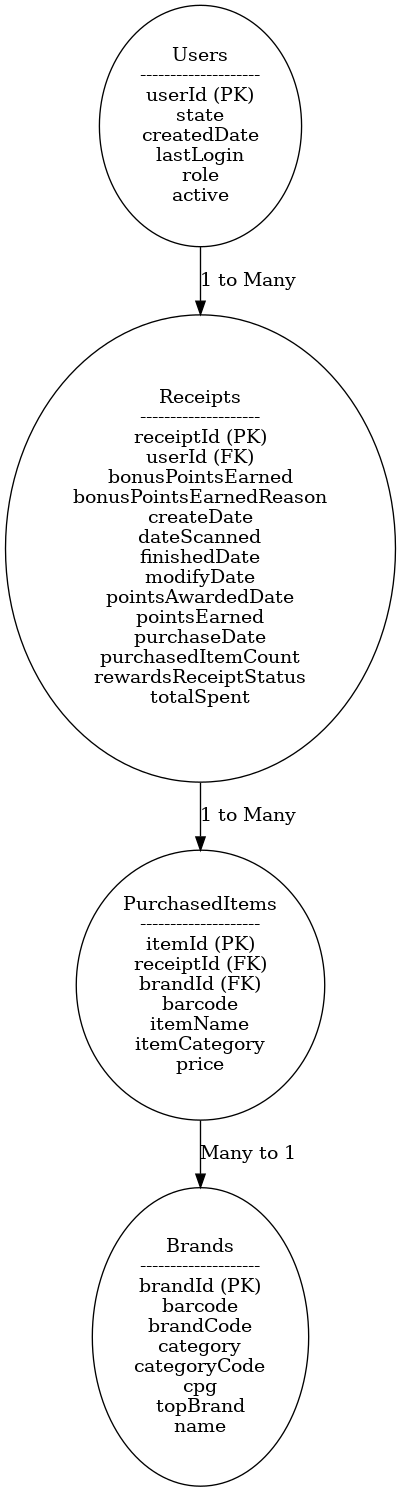 Users
--------------------
userId (PK)
state
createdDate
lastLogin
role
active
1 to Many
Receipts
--------------------
receiptId (PK)
userId (FK)
bonusPointsEarned
bonusPointsEarnedReason
createDate
dateScanned
finishedDate
modifyDate
pointsAwardedDate
pointsEarned
purchaseDate
purchasedItemCount
rewardsReceiptStatus
totalSpent
1 to Many
PurchasedItems
--------------------
itemId (PK)
receiptId (FK)
brandId (FK)
barcode
itemName
itemCategory
price
Many to 1
Brands
--------------------
brandId (PK)
barcode
brandCode
category
categoryCode
cpg
topBrand
name